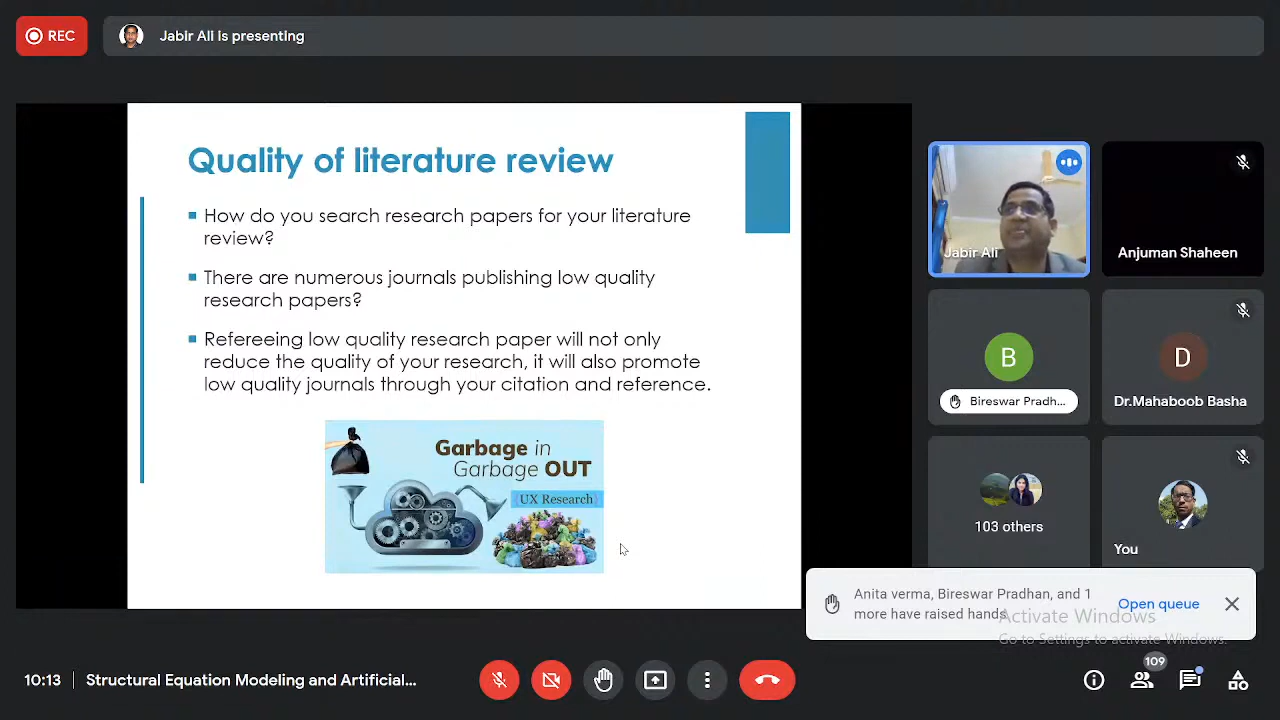 REC
Jabir Ali is presenting
Quality of literature review
How do you search research papers for your literature
review?
There are numerous journals publishing low quality
research papers?
Refereeing low quality research paper will not only
reduce the quality of your research, it will also promote
low quality journals through your citation and reference.
Garbage in
Garbage OUT
UX Research
Jabir Ali
Anjuman Shaheen
B
Bireswar Pradh...
D
Dr.Mahaboob Basha
103 others
You
Anita verma, Bireswar Pradhan, and 1
more have raised hands
Open queue
Activate Windows
Go to Settings to activate Windows.
10:13
Structural Equation Modeling and Artificial...
109